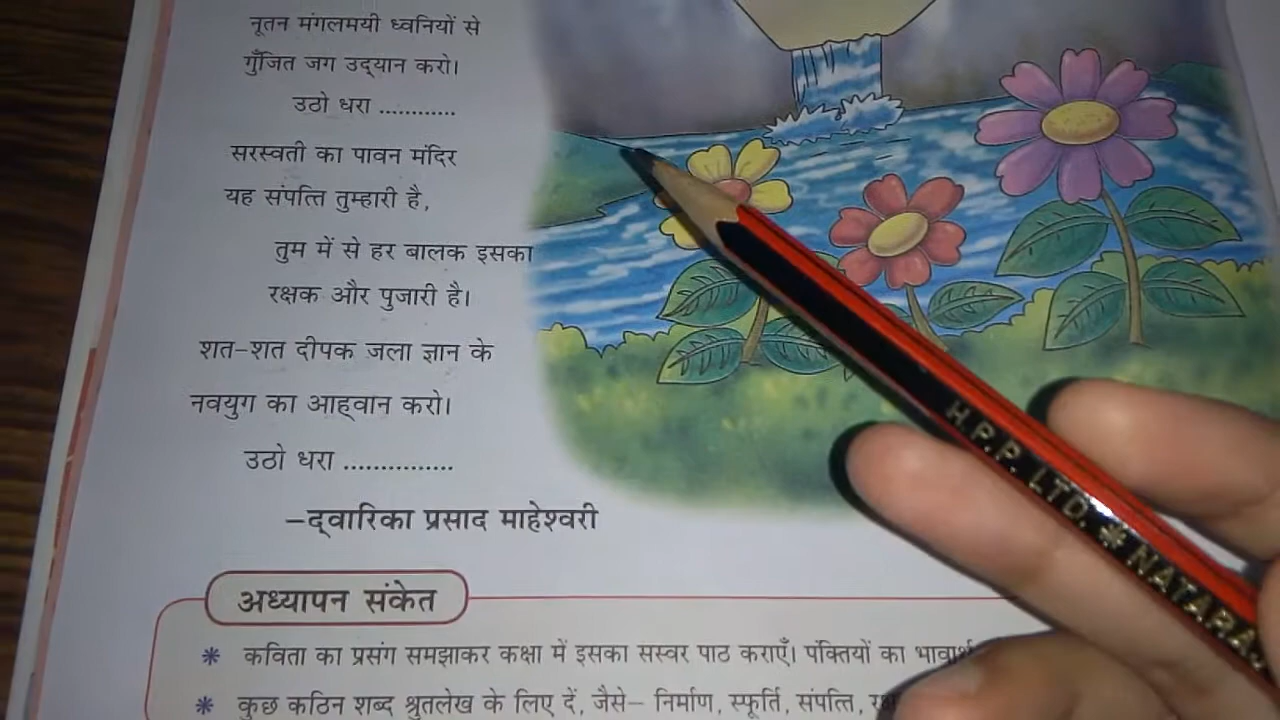 नूतन मंगलमयी ध्वनियों से
गुँजित जग उद्‌यान करो।
उठो धरा ............
सरस्वती का पावन मंदिर
यह संपत्ति तुम्हारी है,
तुम में से हर बालक इसका
रक्षक और पुजारी है।
शत-शत दीपक जला ज्ञान के
नवयुग का आह्‌वान करो।
उठो धरा ...............
–द्‌वारिका प्रसाद माहेश्वरी
अध्यापन संकेत
* कविता का प्रसंग समझाकर कक्षा में इसका सस्वर पाठ कराएँ। पंक्तियों का
* कुछ कठिन शब्द श्रुतलेख के लिए दें, जैसे– निर्माण, स्फूर्ति, संपत्ति,
H.P.P. LTD. * NATARAJ